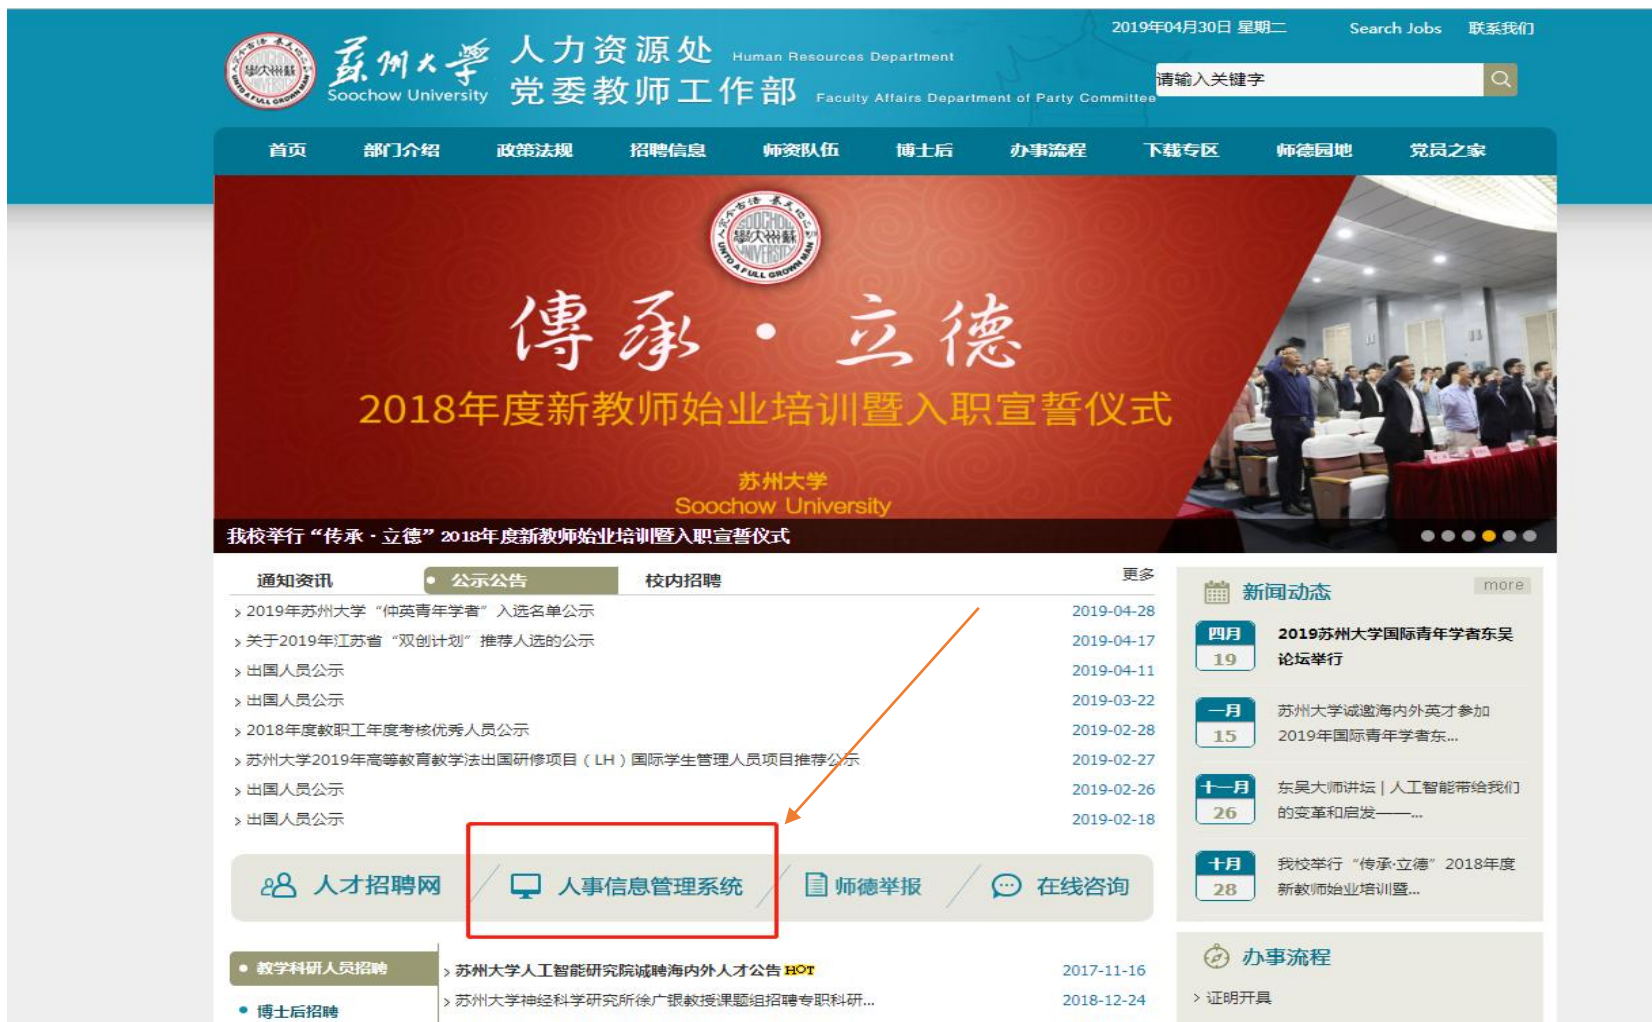 2019年04月30日 星期二 Search Jobs 联系我们
蘇州大學 人力资源处 Human Resources Department
Soochow University 党委教师工作部 Faculty Affairs Department of Party Committee
请输入关键字
首页 部门介绍 政策法规 招聘信息 师资队伍 博士后 办事流程 下载专区 师德园地 党员之家
傳承·立德
2018年度新教师始业培训暨入职宣誓仪式
苏州大学
Soochow University
我校举行“传承·立德”2018年度新教师始业培训暨入职宣誓仪式
通知资讯 公示公告 校内招聘 更多
2019年苏州大学“仲英青年学者”入选名单公示 2019-04-28
关于2019年江苏省“双创计划”推荐人选的公示 2019-04-17
出国人员公示 2019-04-11
出国人员公示 2019-03-22
2018年度教职工年度考核优秀人员公示 2019-02-28
苏州大学2019年高等教育教学法出国研修项目（LH）国际学生管理人员项目推荐公示 2019-02-27
出国人员公示 2019-02-26
出国人员公示 2019-02-18
新闻动态 more
四月
19
2019苏州大学国际青年学者东吴
论坛举行
一月
15
苏州大学诚邀海内外英才参加
2019年国际青年学者东...
十一月
26
东吴大师讲坛 | 人工智能带给我们
的变革和启发——...
十月
28
我校举行“传承·立德”2018年度
新教师始业培训暨...
人才招聘网 人事信息管理系统 师德举报 在线咨询
教学科研人员招聘
博士后招聘
苏州大学人工智能研究院诚聘海内外人才公告 HOT 2017-11-16
苏州大学神经科学研究所徐广银教授课题组招聘专职科研... 2018-12-24
办事流程
证明开具